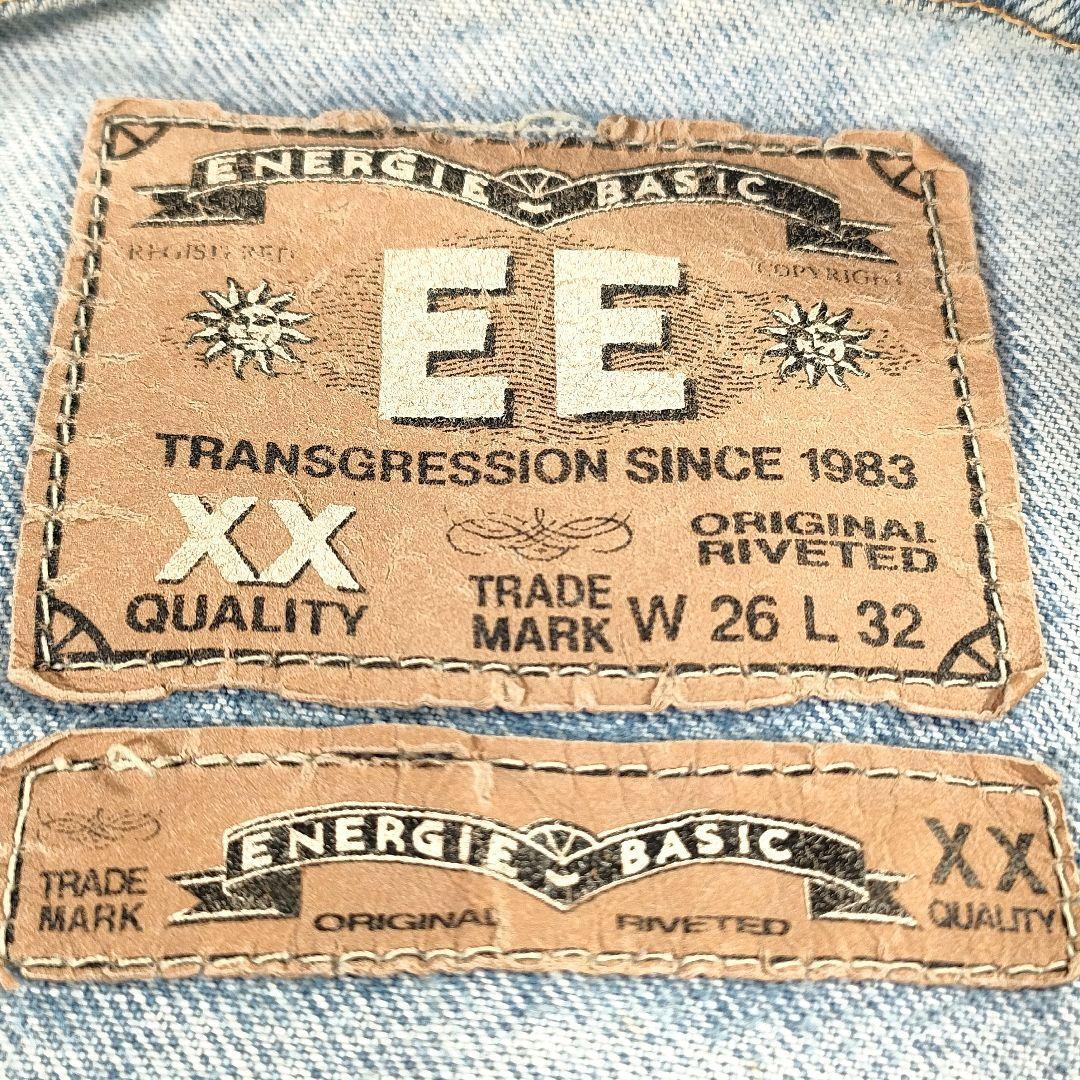 ENERGIE BASIC
REGISTERED COPYRIGHT
EE
TRANSGRESSION SINCE 1983
XX
QUALITY
TRADE
MARK
ORIGINAL
RIVETED
W 26 L 32
TRADE
MARK
ENERGIE BASIC
ORIGINAL RIVETED
XX
QUALITY